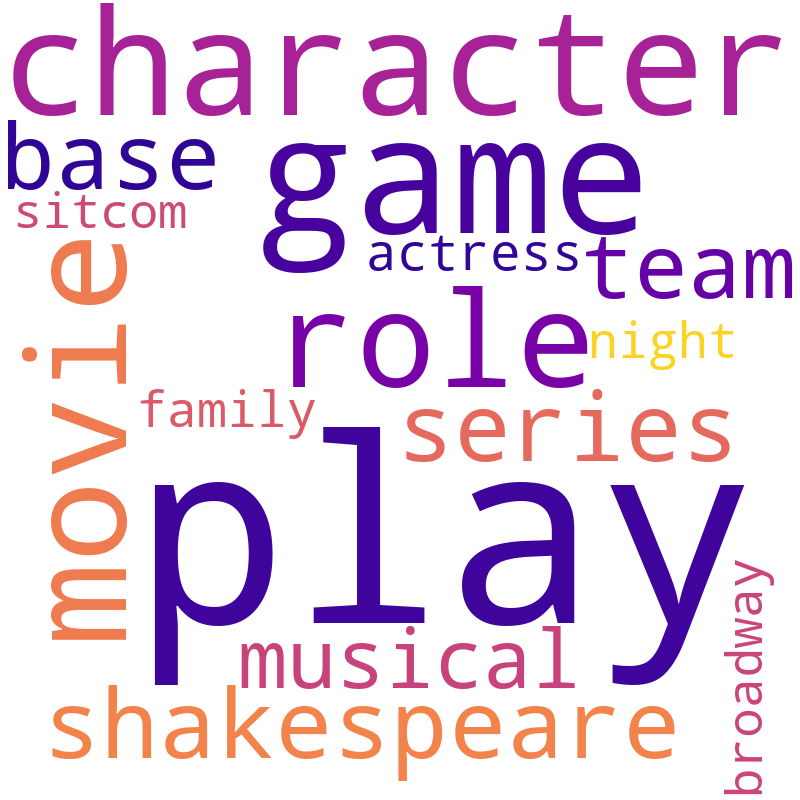 character
base
game
sitcom
actress
team
movie
role
night
family
series
play
musical
broadway
shakespeare